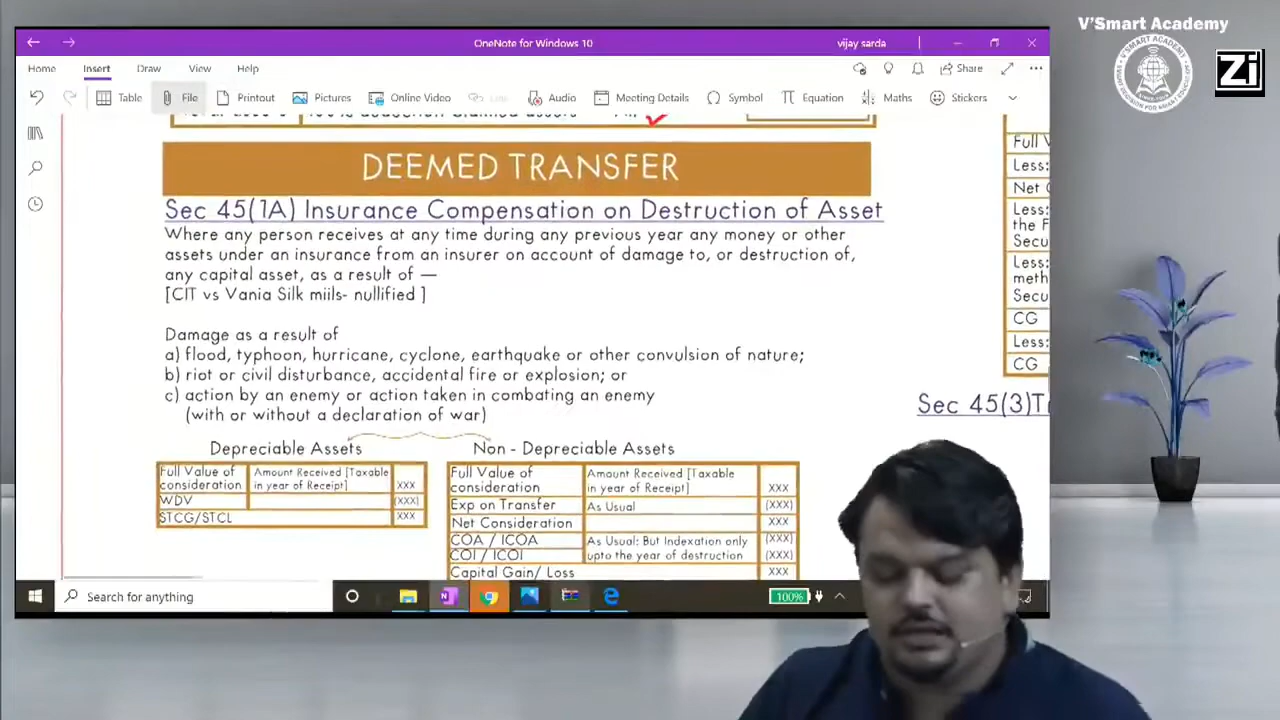 V'Smart Academy
OneNote for Windows 10
vijay sarda
Home
Insert
Draw
View
Help
Share
Table
File
Printout
Pictures
Online Video
Link
Audio
Meeting Details
Symbol
Equation
Maths
Stickers
DEEMED TRANSFER
Sec 45(1A) Insurance Compensation on Destruction of Asset
Where any person receives at any time during any previous year any money or other
assets under an insurance from an insurer on account of damage to, or destruction of,
any capital asset, as a result of —
[CIT vs Vania Silk miils- nullified ]
Damage as a result of
a) flood, typhoon, hurricane, cyclone, earthquake or other convulsion of nature;
b) riot or civil disturbance, accidental fire or explosion; or
c) action by an enemy or action taken in combating an enemy
(with or without a declaration of war)
Depreciable Assets
Full Value of consideration Amount Received [Taxable in year of Receipt] xxx
WDV (xxx)
STCG/STCL xxx
Non - Depreciable Assets
Full Value of consideration Amount Received [Taxable in year of Receipt] xxx
Exp on Transfer As Usual (xxx)
Net Consideration xxx
COA / ICOA As Usual: But Indexation only (xxx)
COI / ICOI upto the year of destruction (xxx)
Capital Gain/ Loss xxx
Full V
Less:
Net C
Less:
the F
Secu
Less:
meth
Secu
CG
Less:
CG
Sec 45(3)Tr
Search for anything
100%
Zi